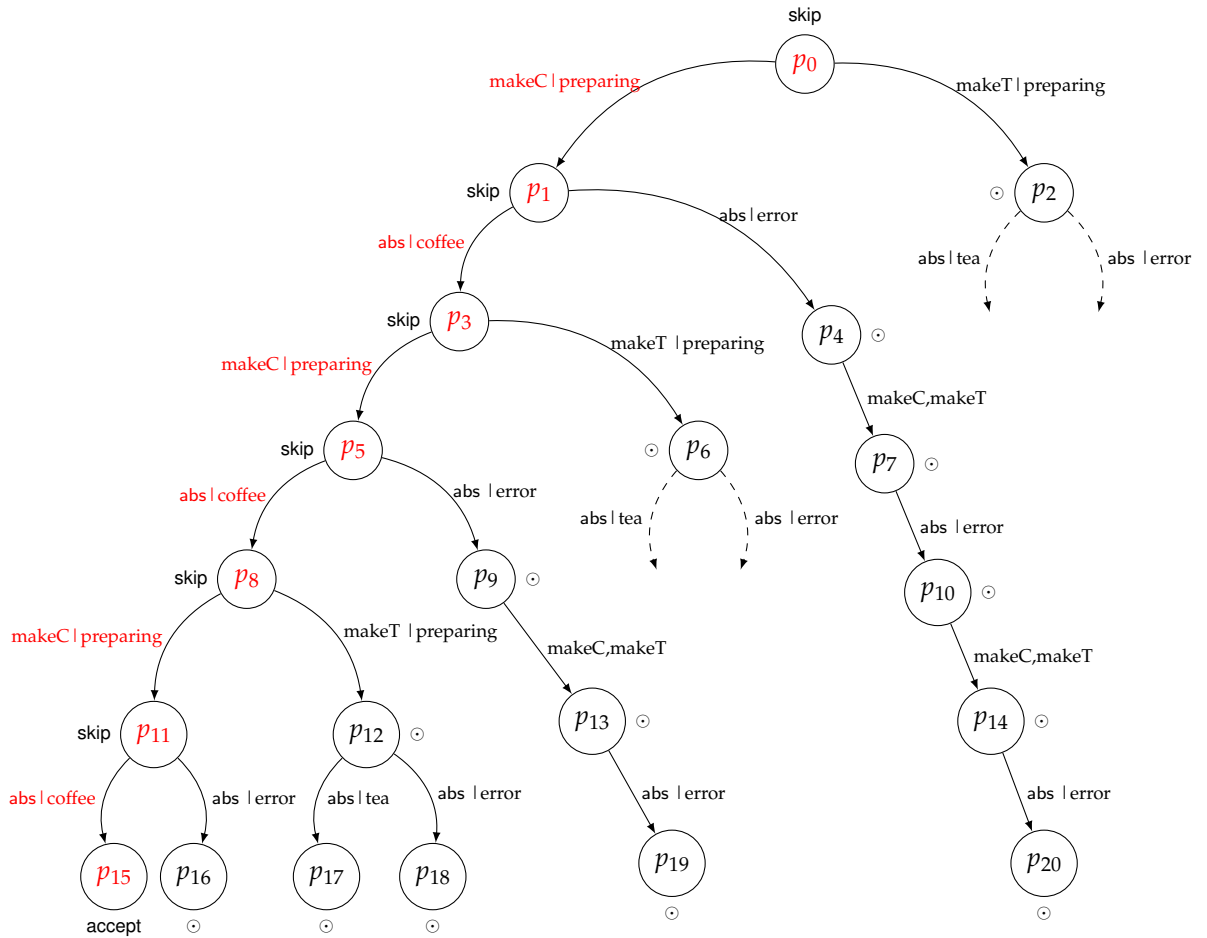 skip
p0
makeC|preparing
makeT|preparing
skip
p1
⊙
p2
abs|error
abs|coffee
abs|tea
abs |error
skip
p3
p4
⊙
makeT |preparing
makeC|preparing
makeC,makeT
skip
p5
⊙
p6
p7
⊙
abs|coffee
abs |error
abs|tea
abs |error
abs |error
skip
p8
p9
⊙
p10
⊙
makeC|preparing
makeT |preparing
makeC,makeT
makeC,makeT
skip
p11
p12
⊙
p13
⊙
p14
⊙
abs|coffee
abs |error
abs|tea
abs |error
abs |error
abs |error
p15
p16
p17
p18
p19
p20
accept
⊙
⊙
⊙
⊙
⊙